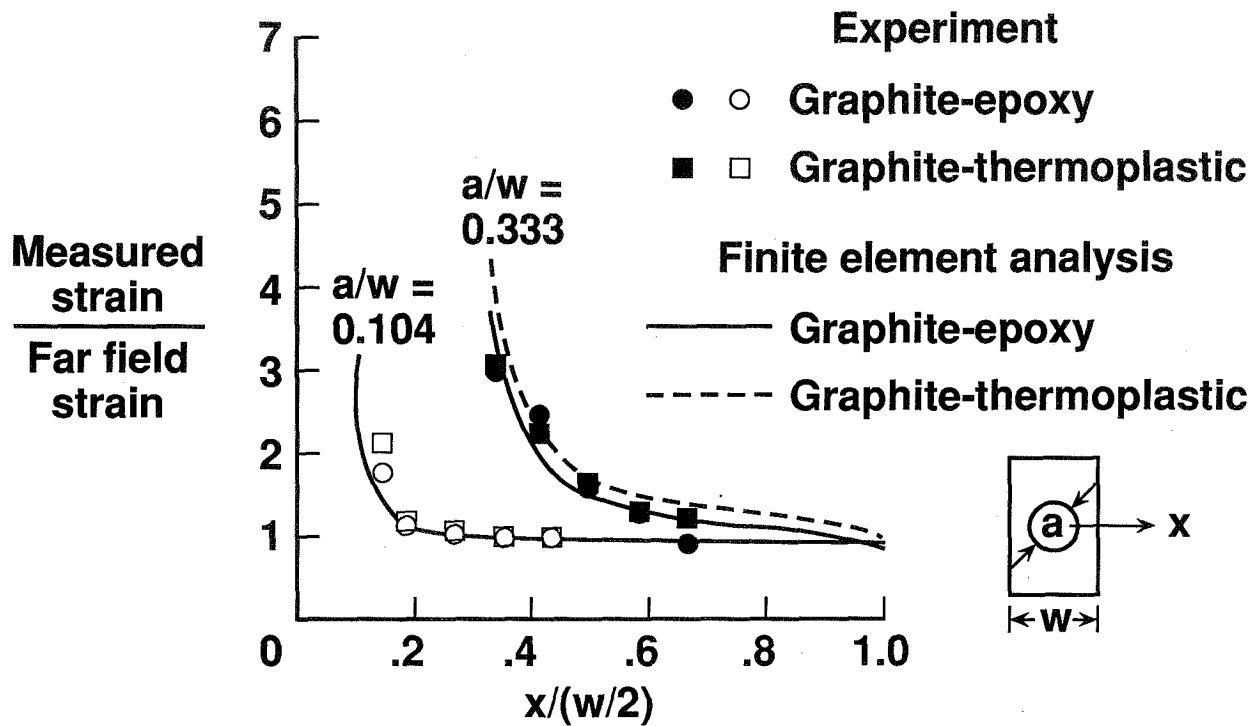 Experiment
Graphite-epoxy
Graphite-thermoplastic
Finite element analysis
Graphite-epoxy
Graphite-thermoplastic
Measured
strain
Far field
strain
7
6
5
4
3
2
1
0
.2
.4
.6
.8
1.0
x/(w/2)
a/w =
0.104
a/w =
0.333
a
x
w